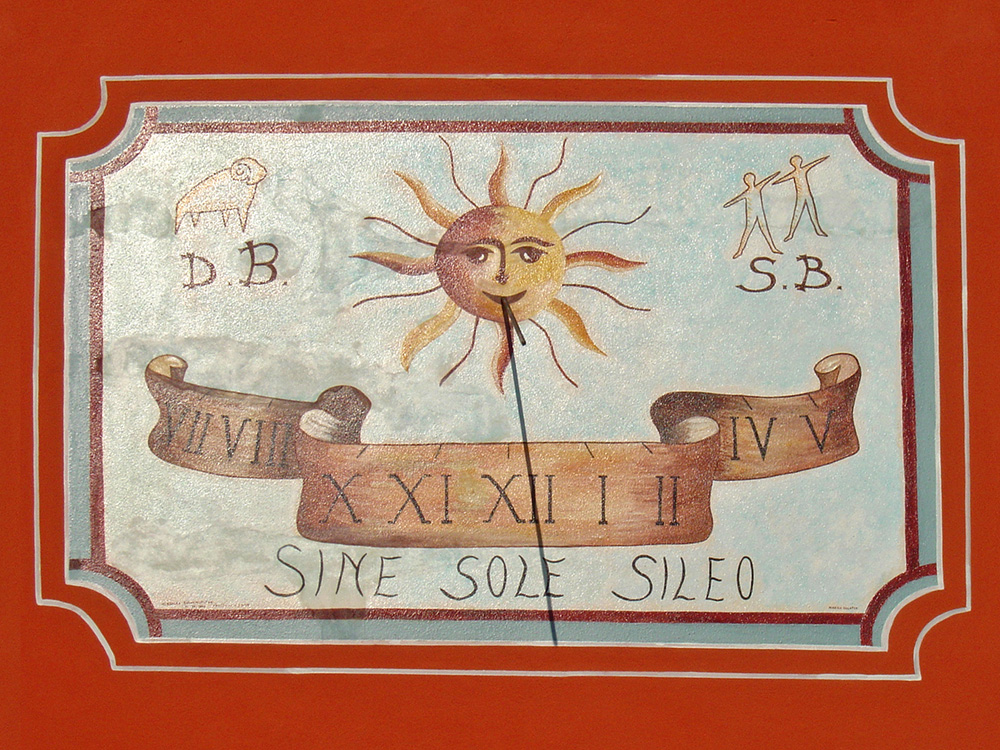 D.B. S.B.
VII VIII X XI XII I II IV V
SINE SOLE SILEO